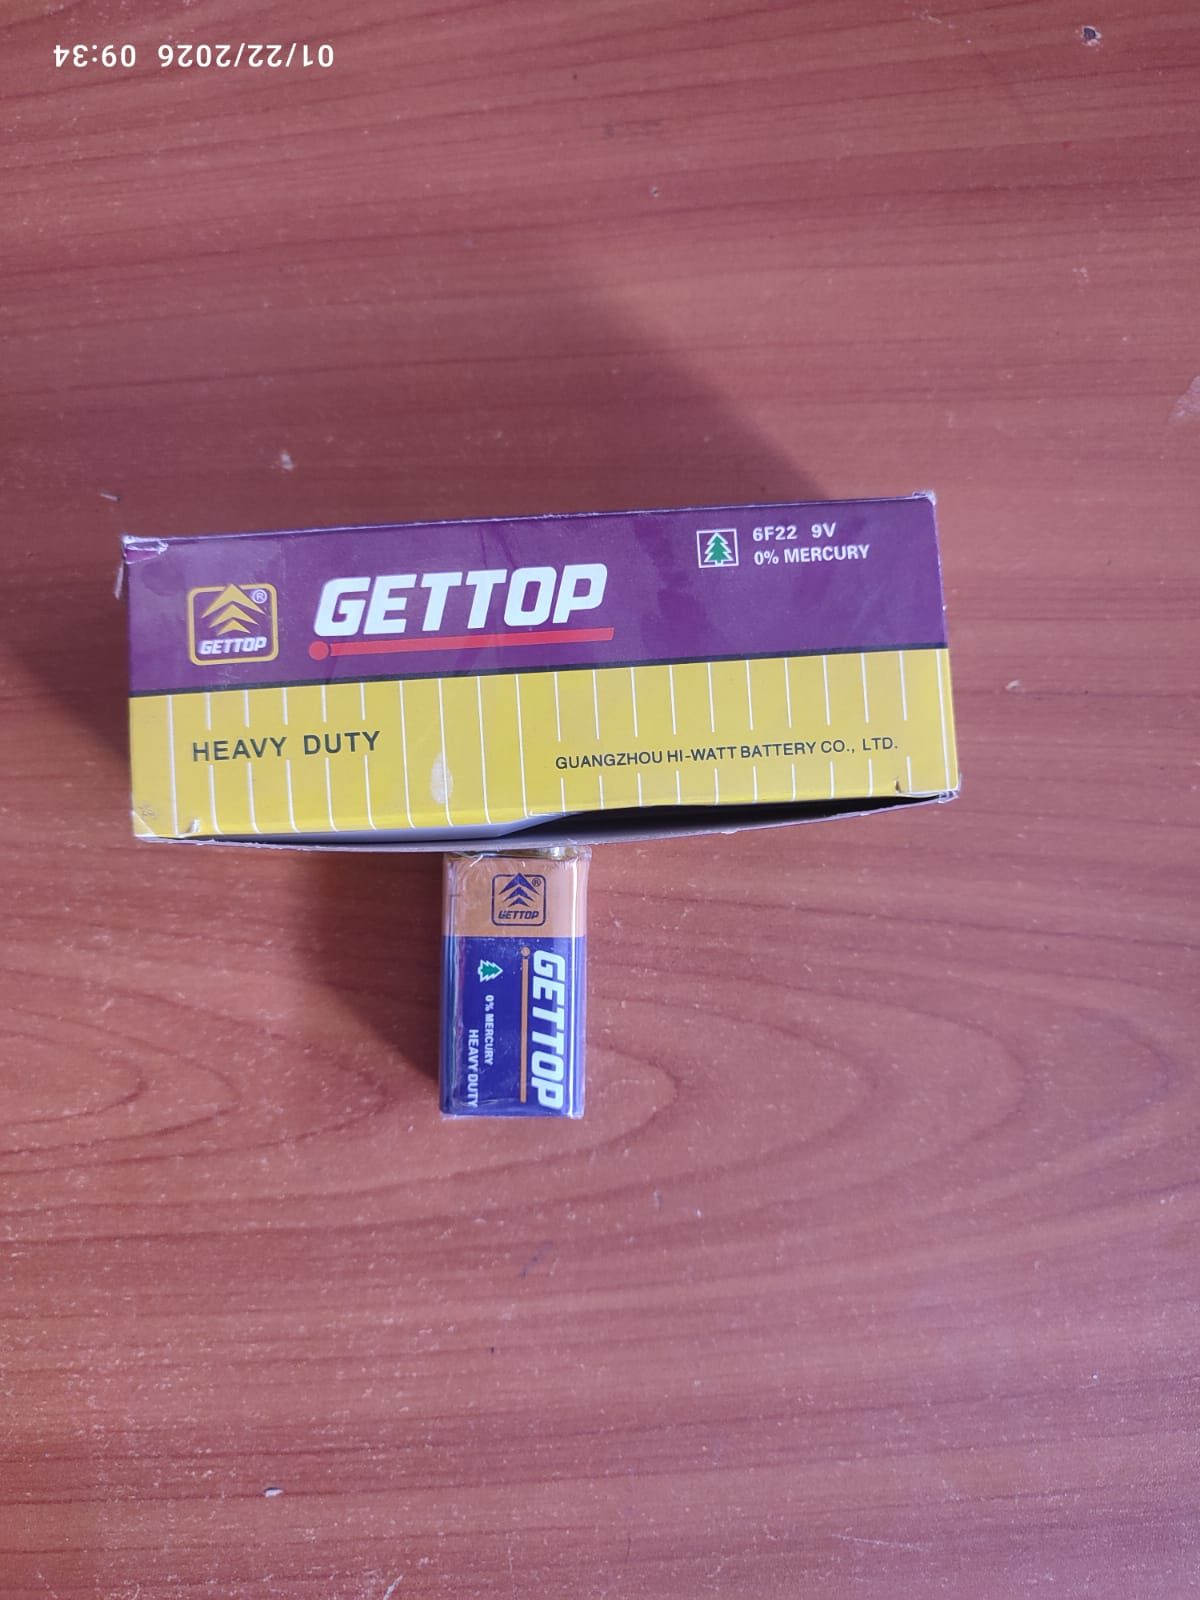 01/22/2026 09:34
6F22 9V
0% MERCURY
GETTOP
®
GETTOP
HEAVY DUTY
GUANGZHOU HI-WATT BATTERY CO., LTD.
®
GETTOP
GETTOP
0% MERCURY
HEAVY DUTY